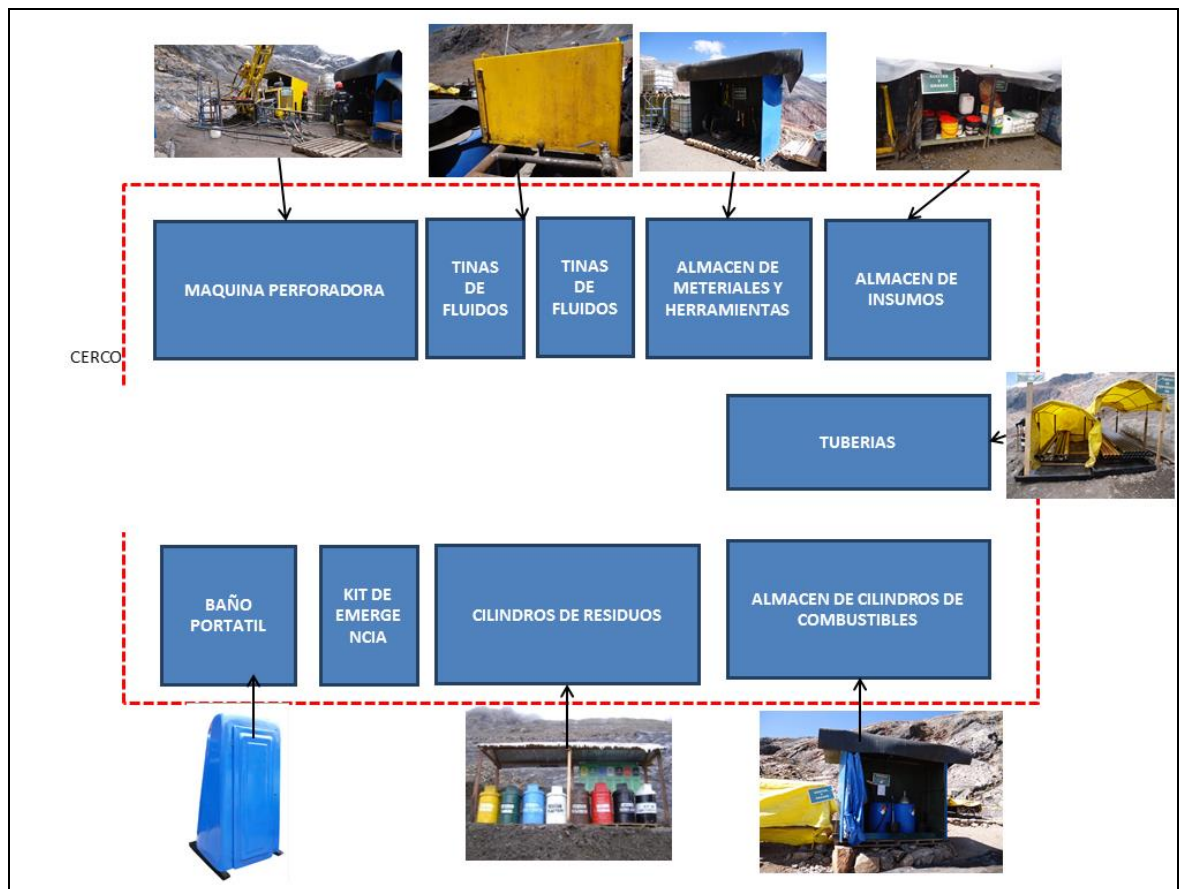 MAQUINA PERFORADORA
TINAS
DE
FLUIDOS
TINAS
DE
FLUIDOS
ALMACEN DE
METERIALES Y
HERRAMIENTAS
ALMACEN DE
INSUMOS
CERCO
TUBERIAS
BAÑO
PORTATIL
KIT DE
EMERGE
NCIA
CILINDROS DE RESIDUOS
ALMACEN DE CILINDROS DE
COMBUSTIBLES